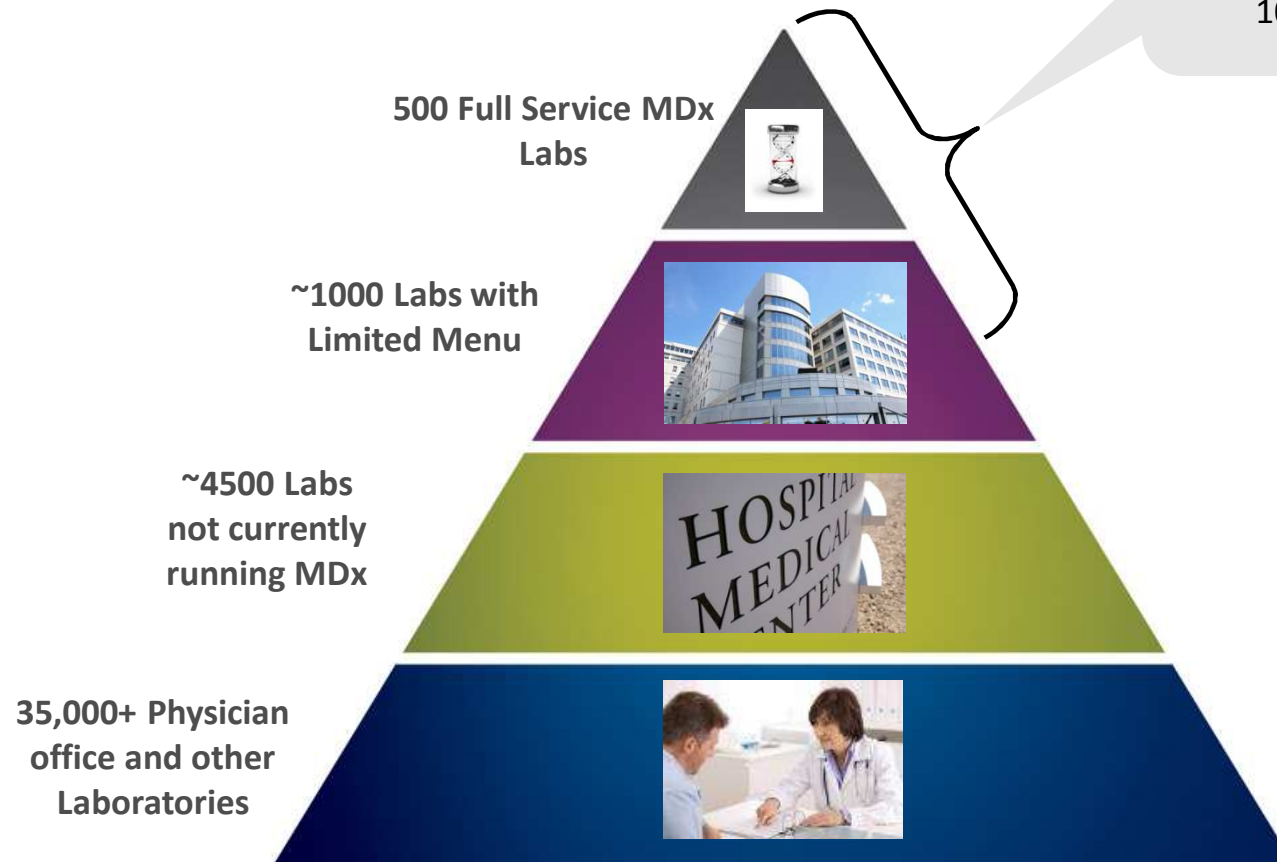 500 Full Service MDx
Labs
~1000 Labs with
Limited Menu
~4500 Labs
not currently
running MDx
HOSPITAL
MEDICAL
35,000+ Physician
office and other
Laboratories